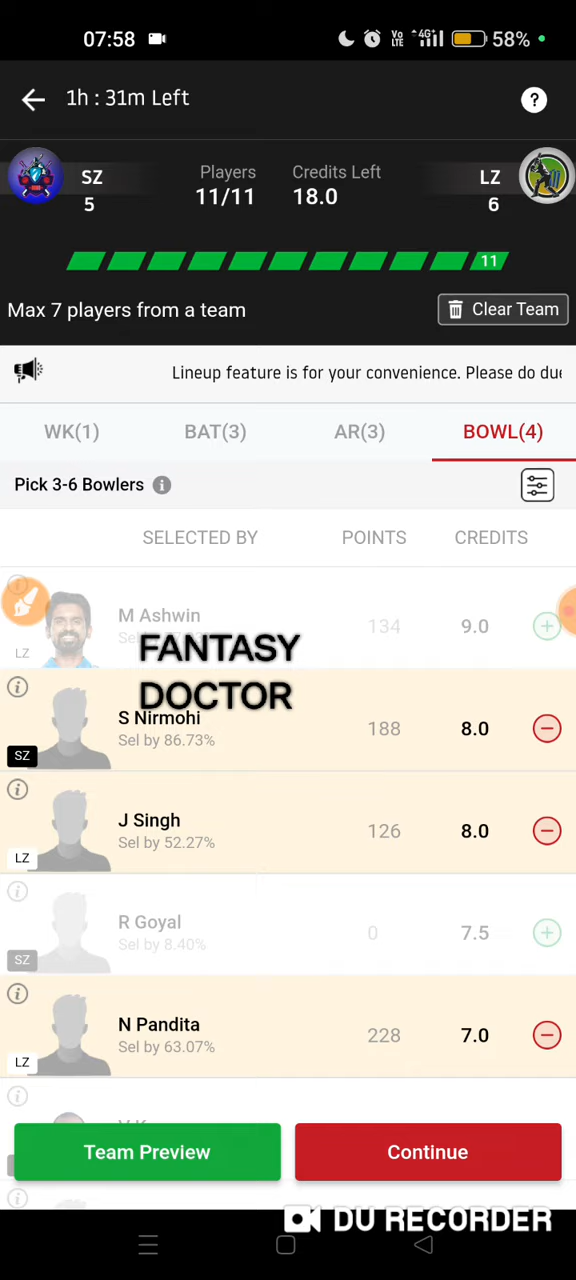 07:58 Vo LTE 4G 58%
1h : 31m Left ?
Players Credits Left
SZ 11/11 18.0 LZ
5 6
11
Max 7 players from a team Clear Team
Lineup feature is for your convenience. Please do due
WK(1) BAT(3) AR(3) BOWL(4)
Pick 3-6 Bowlers i
SELECTED BY POINTS CREDITS
M Ashwin 134 9.0
LZ Sel by
FANTASY
DOCTOR
S Nirmohi 188 8.0
SZ Sel by 86.73%
J Singh 126 8.0
LZ Sel by 52.27%
R Goyal 0 7.5
SZ Sel by 8.40%
N Pandita 228 7.0
LZ Sel by 63.07%
Team Preview Continue
DU RECORDER